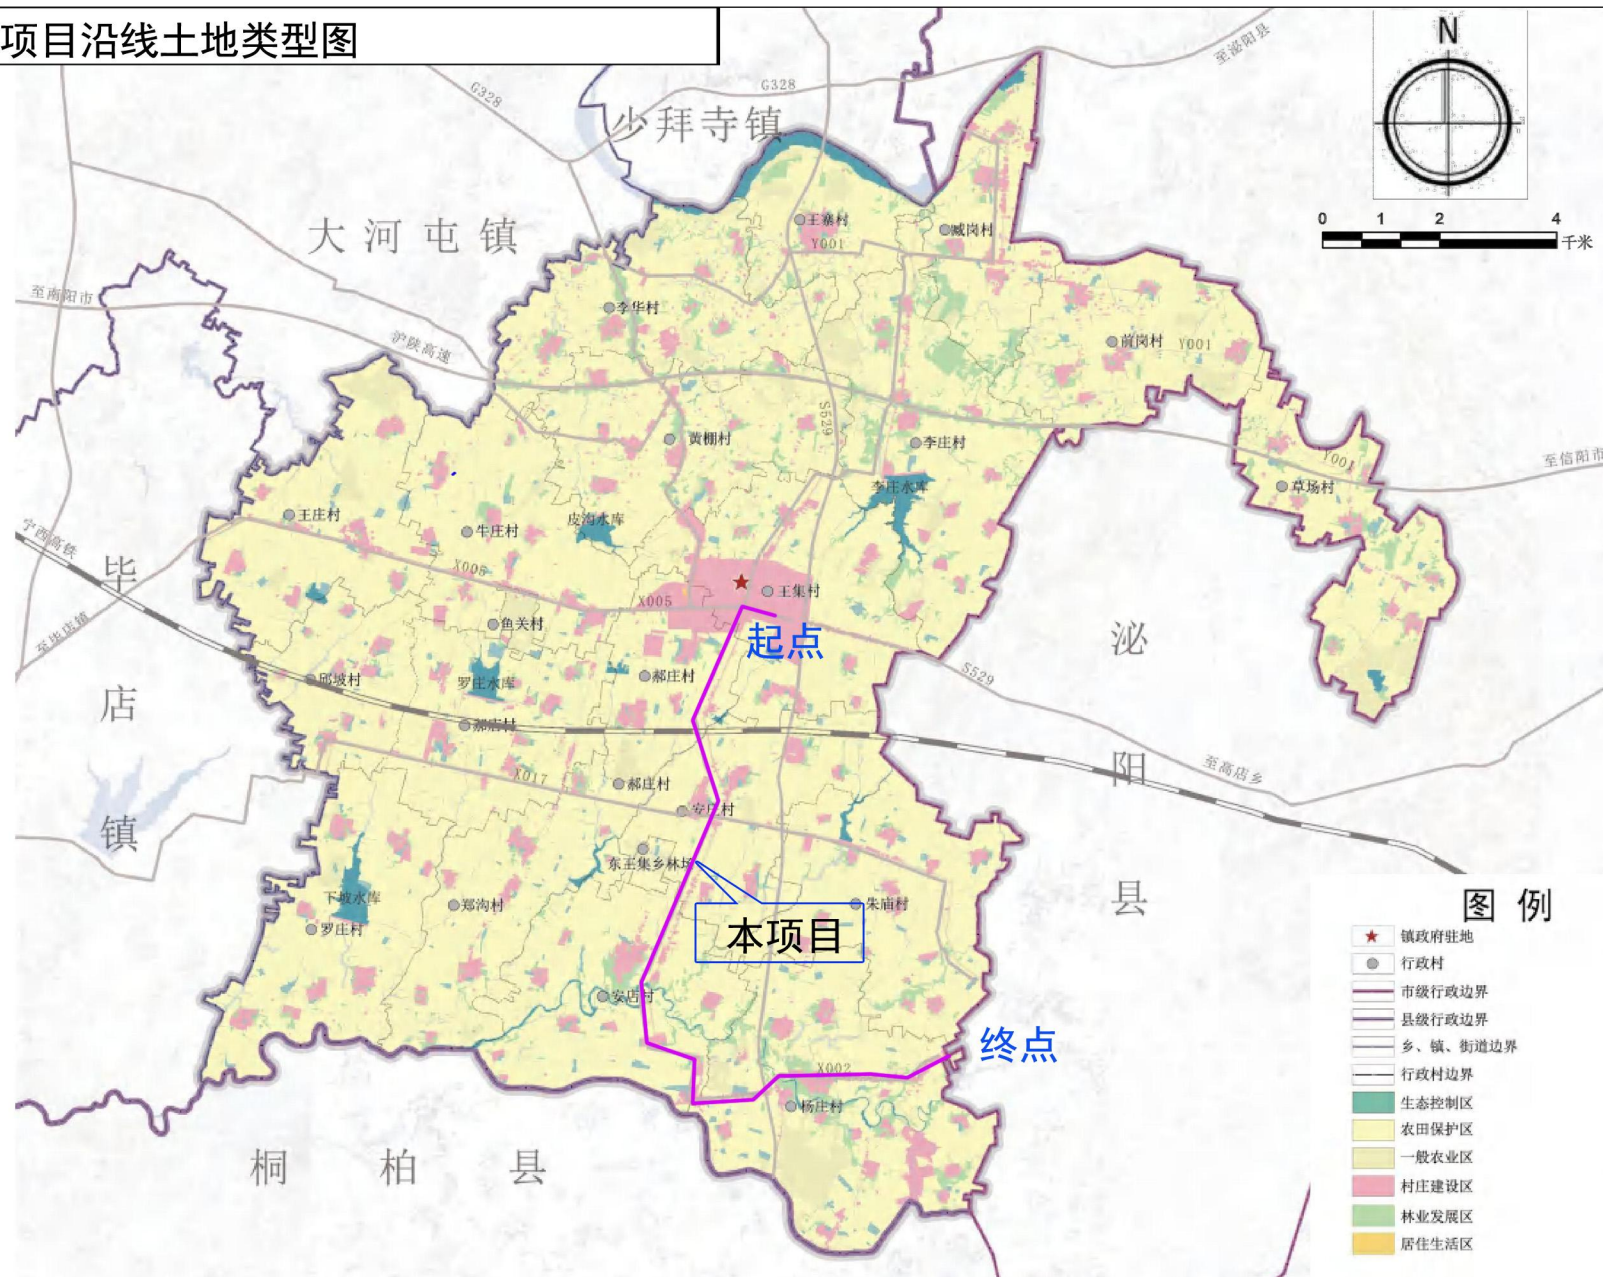 项目沿线土地类型图
N
0 1 2 4
千米
至泌阳县
G328
G328
少拜寺镇
大河屯镇
王寨村
臧岗村
Y001
至南阳市
李华村
沪陕高速
前岗村
Y001
S529
黄棚村
李庄村
Y001
至信阳市
李庄水库
草场村
王庄村
皮沟水库
牛庄村
宁西高铁
X005
王集村
X005
毕店镇
至毕店镇
鱼关村
起点
泌阳县
邱坡村
罗庄水库
郝庄村
S529
郝店村
至高店乡
X017
郝庄村
安庄村
东王集乡林场
下坡水库
郑沟村
朱庙村
本项目
罗庄村
安店村
终点
X002
杨庄村
桐柏县
图例
镇政府驻地
行政村
市级行政边界
县级行政边界
乡、镇、街道边界
行政村边界
生态控制区
农田保护区
一般农业区
村庄建设区
林业发展区
居住生活区